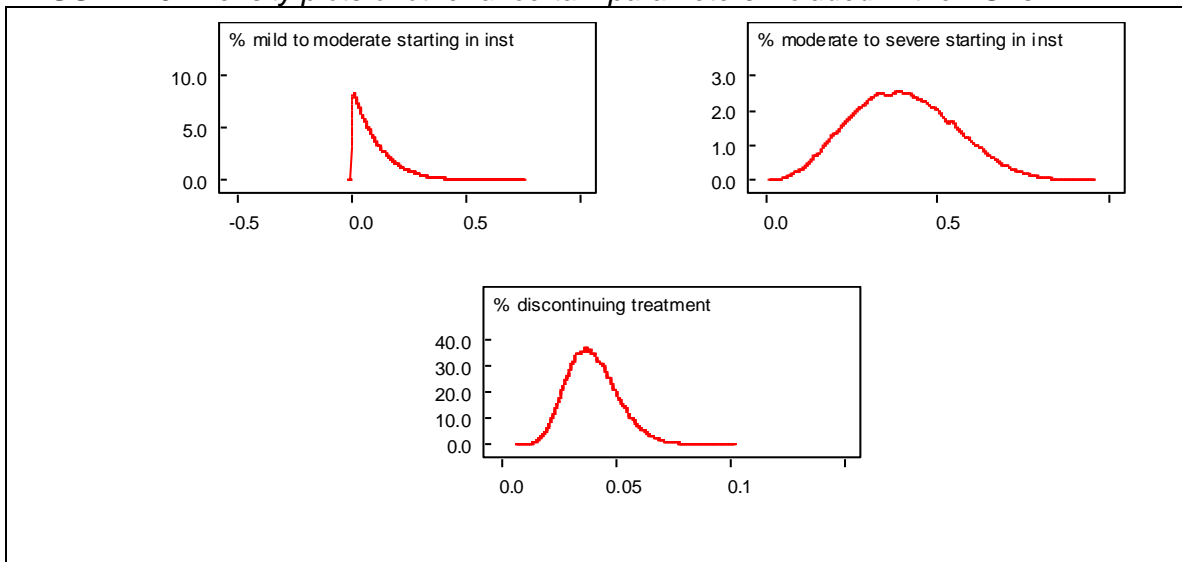 % mild to moderate starting in inst
10.0
5.0
0.0
-0.5 0.0 0.5
% moderate to severe starting in inst
3.0
2.0
1.0
0.0
0.0 0.5
% discontinuing treatment
40.0
30.0
20.0
10.0
0.0
0.0 0.05 0.1